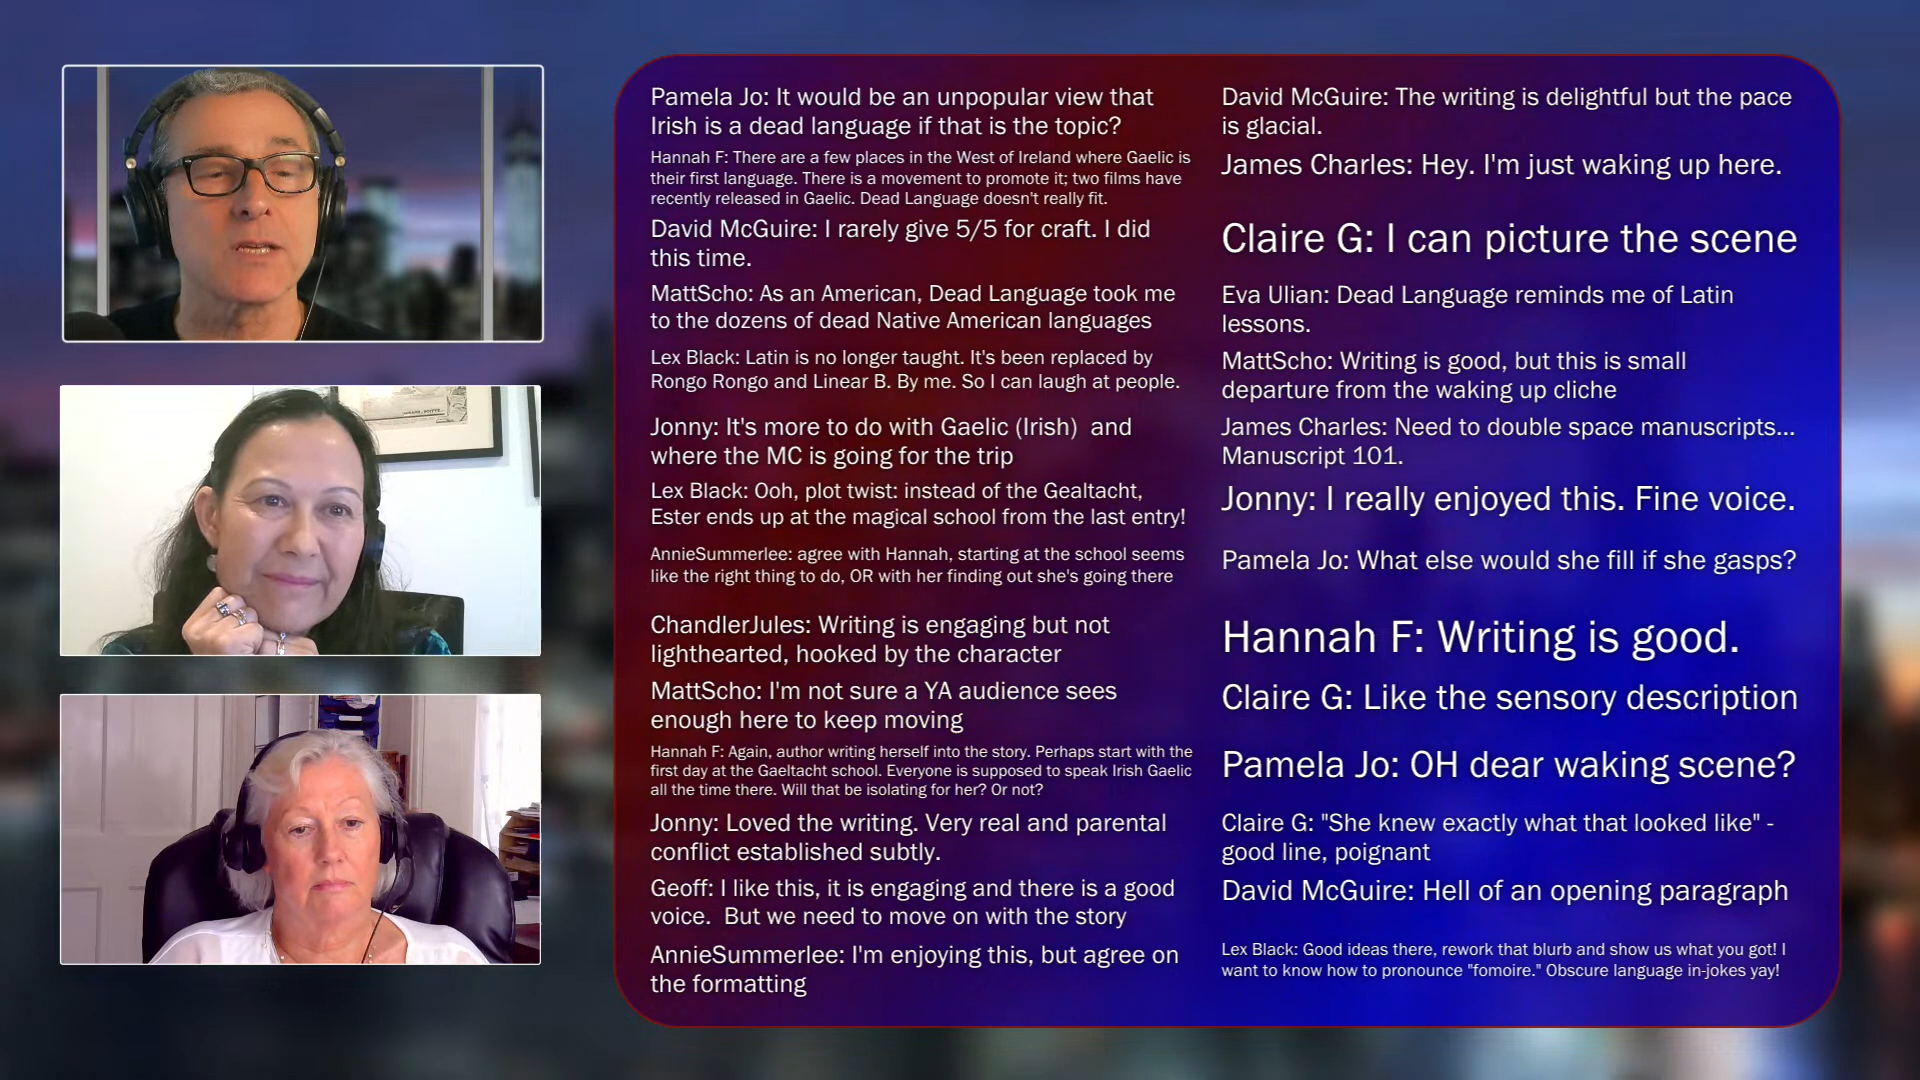 Pamela Jo: It would be an unpopular view that
Irish is a dead language if that is the topic?
Hannah F: There are a few places in the West of Ireland where Gaelic is
their first language. There is a movement to promote it; two films have
recently released in Gaelic. Dead Language doesn't really fit.
David McGuire: I rarely give 5/5 for craft. I did
this time.
MattScho: As an American, Dead Language took me
to the dozens of dead Native American languages
Lex Black: Latin is no longer taught. It's been replaced by
Rongo Rongo and Linear B. By me. So I can laugh at people.
Jonny: It's more to do with Gaelic (Irish) and
where the MC is going for the trip
Lex Black: Ooh, plot twist: instead of the Gealtacht,
Ester ends up at the magical school from the last entry!
AnnieSummerlee: agree with Hannah, starting at the school seems
like the right thing to do, OR with her finding out she's going there
ChandlerJules: Writing is engaging but not
lighthearted, hooked by the character
MattScho: I'm not sure a YA audience sees
enough here to keep moving
Hannah F: Again, author writing herself into the story. Perhaps start with the
first day at the Gaeltacht school. Everyone is supposed to speak Irish Gaelic
all the time there. Will that be isolating for her? Or not?
Jonny: Loved the writing. Very real and parental
conflict established subtly.
Geoff: I like this, it is engaging and there is a good
voice. But we need to move on with the story
AnnieSummerlee: I'm enjoying this, but agree on
the formatting
David McGuire: The writing is delightful but the pace
is glacial.
James Charles: Hey. I'm just waking up here.
Claire G: I can picture the scene
Eva Ulian: Dead Language reminds me of Latin
lessons.
MattScho: Writing is good, but this is small
departure from the waking up cliche
James Charles: Need to double space manuscripts...
Manuscript 101.
Jonny: I really enjoyed this. Fine voice.
Pamela Jo: What else would she fill if she gasps?
Hannah F: Writing is good.
Claire G: Like the sensory description
Pamela Jo: OH dear waking scene?
Claire G: "She knew exactly what that looked like" -
good line, poignant
David McGuire: Hell of an opening paragraph
Lex Black: Good ideas there, rework that blurb and show us what you got! I
want to know how to pronounce "fomoire." Obscure language in-jokes yay!